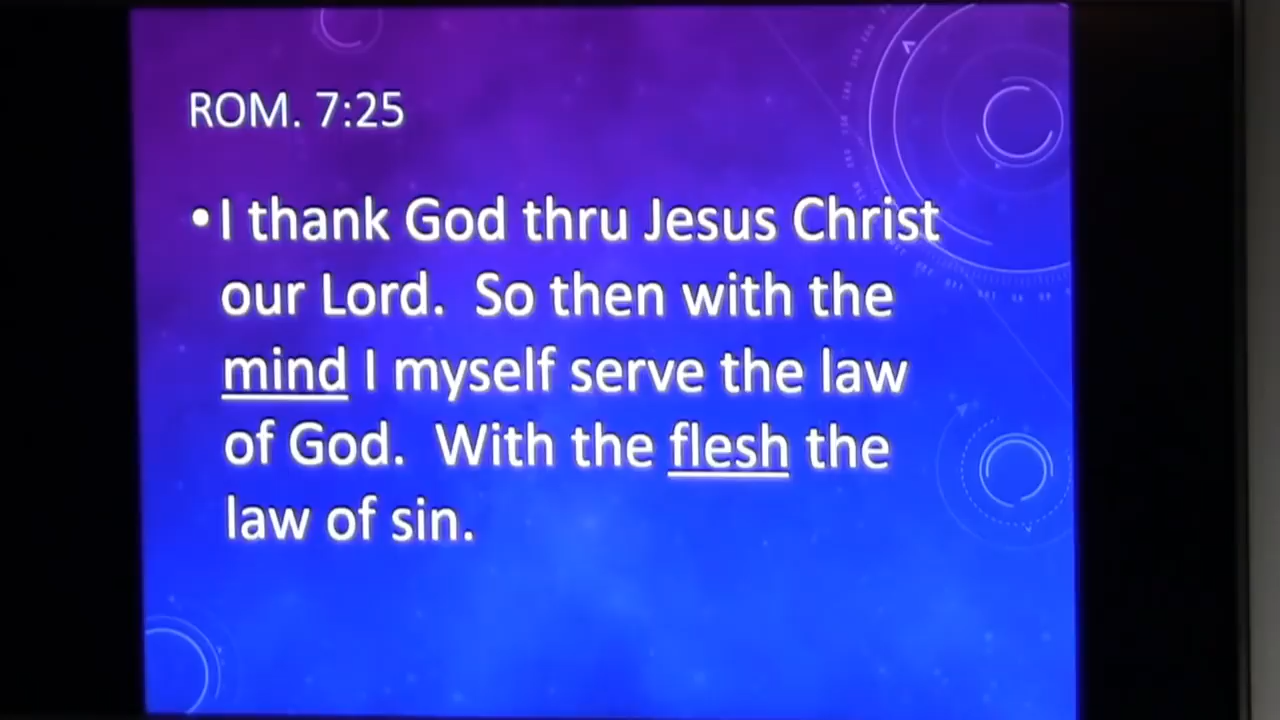 ROM. 7:25
•I thank God thru Jesus Christ
our Lord. So then with the
mind I myself serve the law
of God. With the flesh the
law of sin.